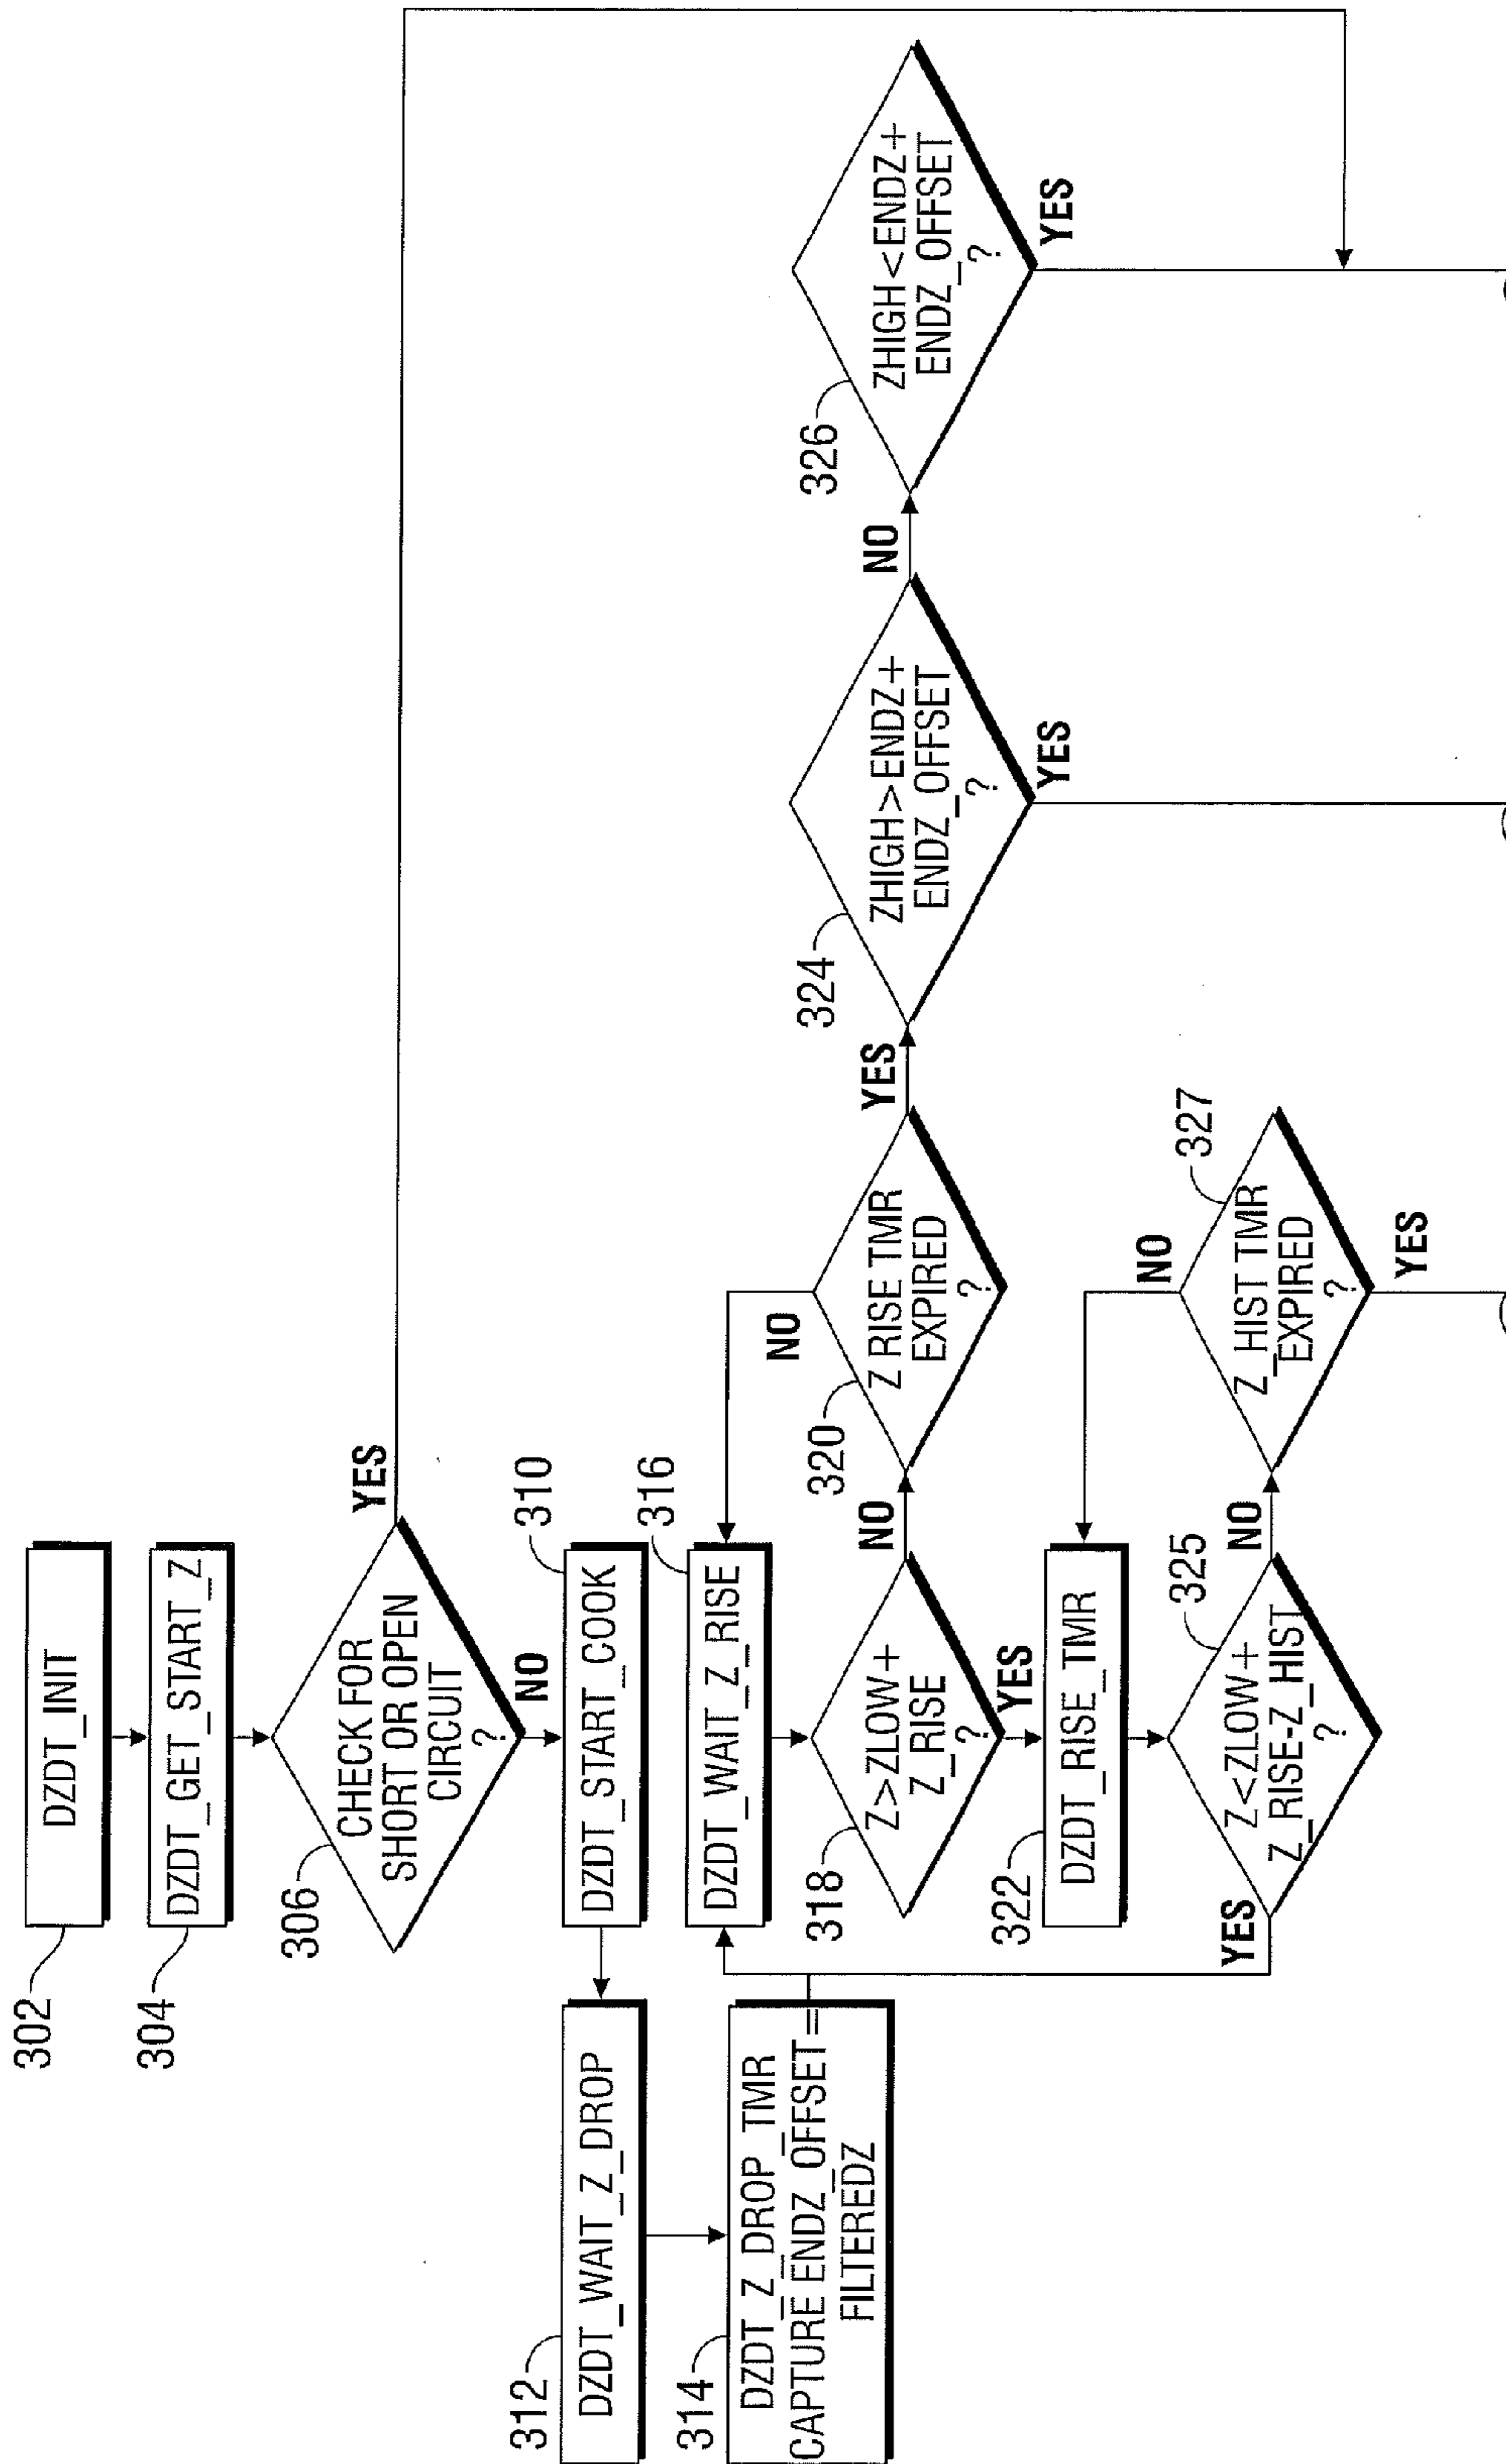 302
DZDT_INIT
304
DZDT_GET_START_Z
306
CHECK FOR
SHORT OR OPEN
CIRCUIT
?
YES
NO
310
DZDT_START_COOK
312
DZDT_WAIT_Z_DROP
314
DZDT_Z_DROP_TMR
CAPTURE ENDZ_OFFSET=
FILTEREDZ
316
DZDT_WAIT_Z_RISE
318
Z>ZLOW+
Z_RISE
?
NO
YES
320
Z RISE TMR
EXPIRED
?
NO
YES
324
ZHIGH>ENDZ+
ENDZ_OFFSET
?
NO
YES
326
ZHIGH<ENDZ+
ENDZ_OFFSET
?
YES
322
DZDT_RISE_TMR
325
Z<ZLOW+
Z_RISE-Z_HIST
?
YES
NO
327
Z_HIST TMR
EXPIRED
?
NO
YES